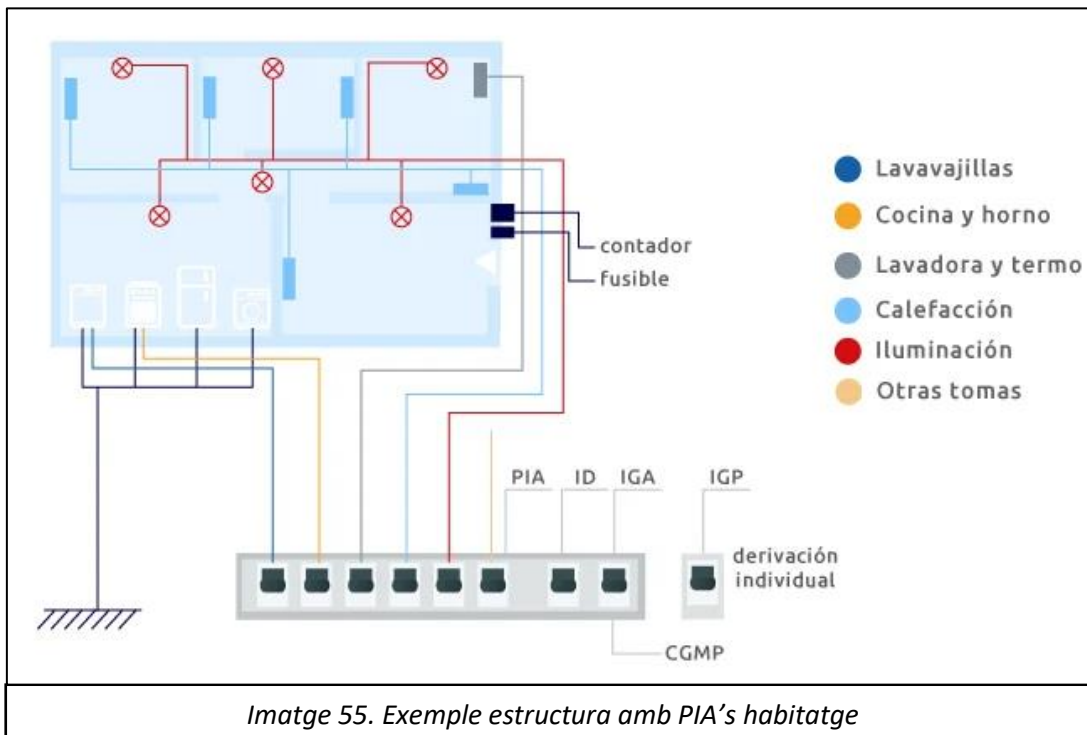 contador
fusible
Lavavajillas
Cocina y horno
Lavadora y termo
Calefacción
Iluminación
Otras tomas
PIA
ID
IGA
IGP
derivación
individual
CGMP
Imatge 55. Exemple estructura amb PIA’s habitatge